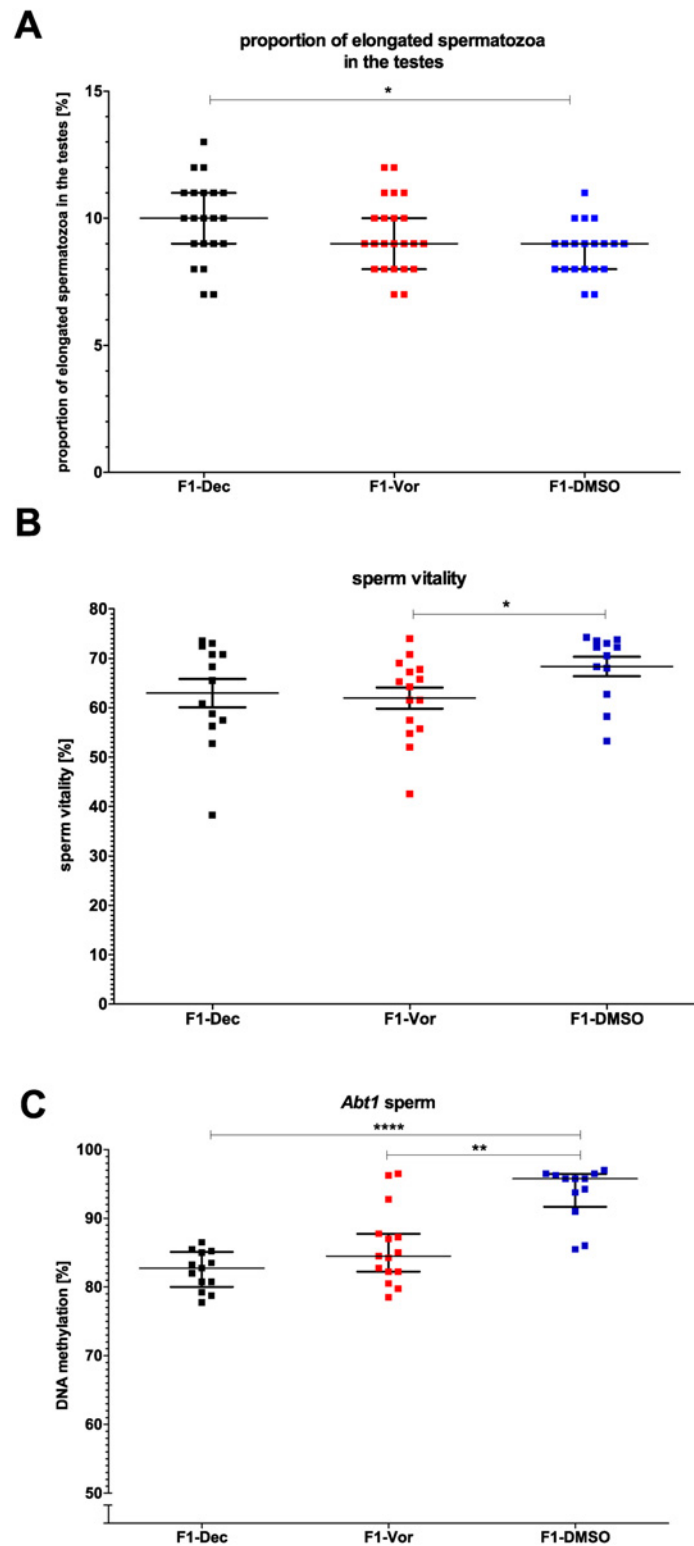 A
proportion of elongated spermatozoa
in the testes
*
proportion of elongated spermatozoa in the testes [%]
15
10
5
0
F1-Dec
F1-Vor
F1-DMSO
B
sperm vitality
*
sperm vitality [%]
80
70
60
50
40
30
20
10
0
F1-Dec
F1-Vor
F1-DMSO
C
Abt1 sperm
****
**
DNA methylation [%]
100
90
80
70
60
50
F1-Dec
F1-Vor
F1-DMSO